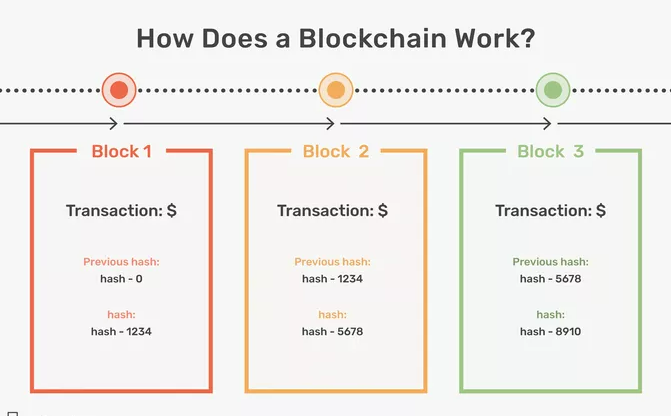 How Does a Blockchain Work?
Block 1
Transaction: $
Previous hash:
hash - 0
hash:
hash - 1234
Block 2
Transaction: $
Previous hash:
hash - 1234
hash:
hash - 5678
Block 3
Transaction: $
Previous hash:
hash - 5678
hash:
hash - 8910